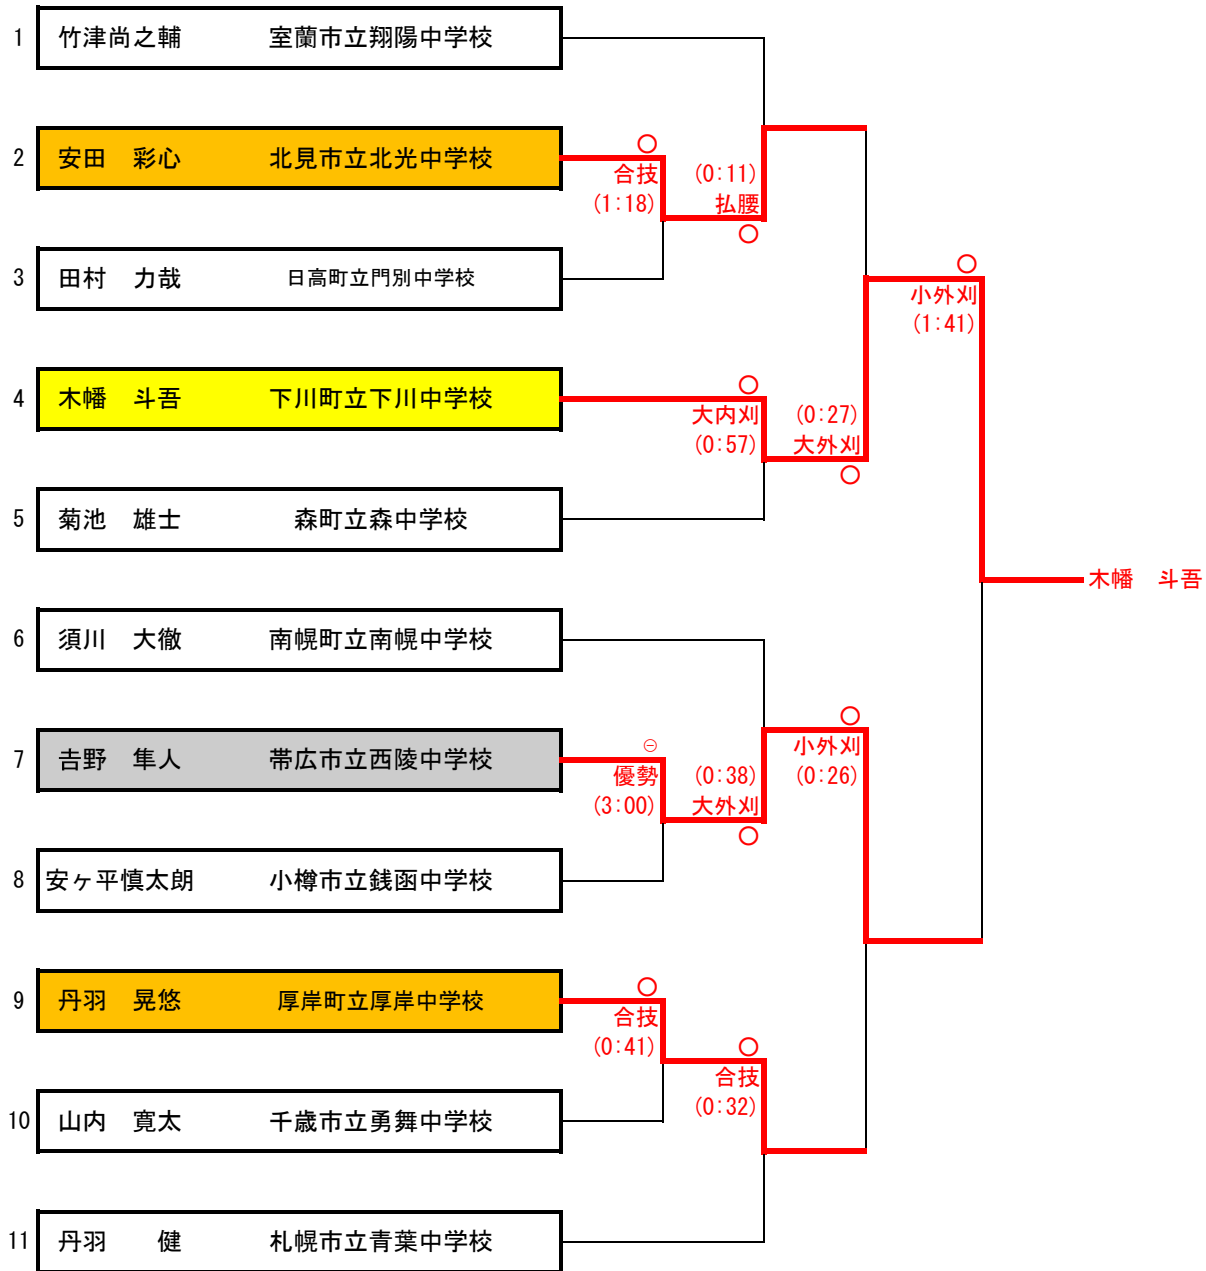 1 竹津尚之輔 室蘭市立翔陽中学校
2 安田 彩心 北見市立北光中学校
○
合技 (0:11)
(1:18) 払腰
○
3 田村 力哉 日高町立門別中学校
○
小外刈
(1:41)
4 木幡 斗吾 下川町立下川中学校
○
大内刈 (0:27)
(0:57) 大外刈
○
5 菊池 雄士 森町立森中学校
木幡 斗吾
6 須川 大徹 南幌町立南幌中学校
○
小外刈
(0:26)
7 吉野 隼人 帯広市立西陵中学校
⊖
優勢 (0:38)
(3:00) 大外刈
○
8 安ヶ平慎太朗 小樽市立銭函中学校
9 丹羽 晃悠 厚岸町立厚岸中学校
○
合技
(0:41)
○
合技
(0:32)
10 山内 寛太 千歳市立勇舞中学校
11 丹羽 健 札幌市立青葉中学校